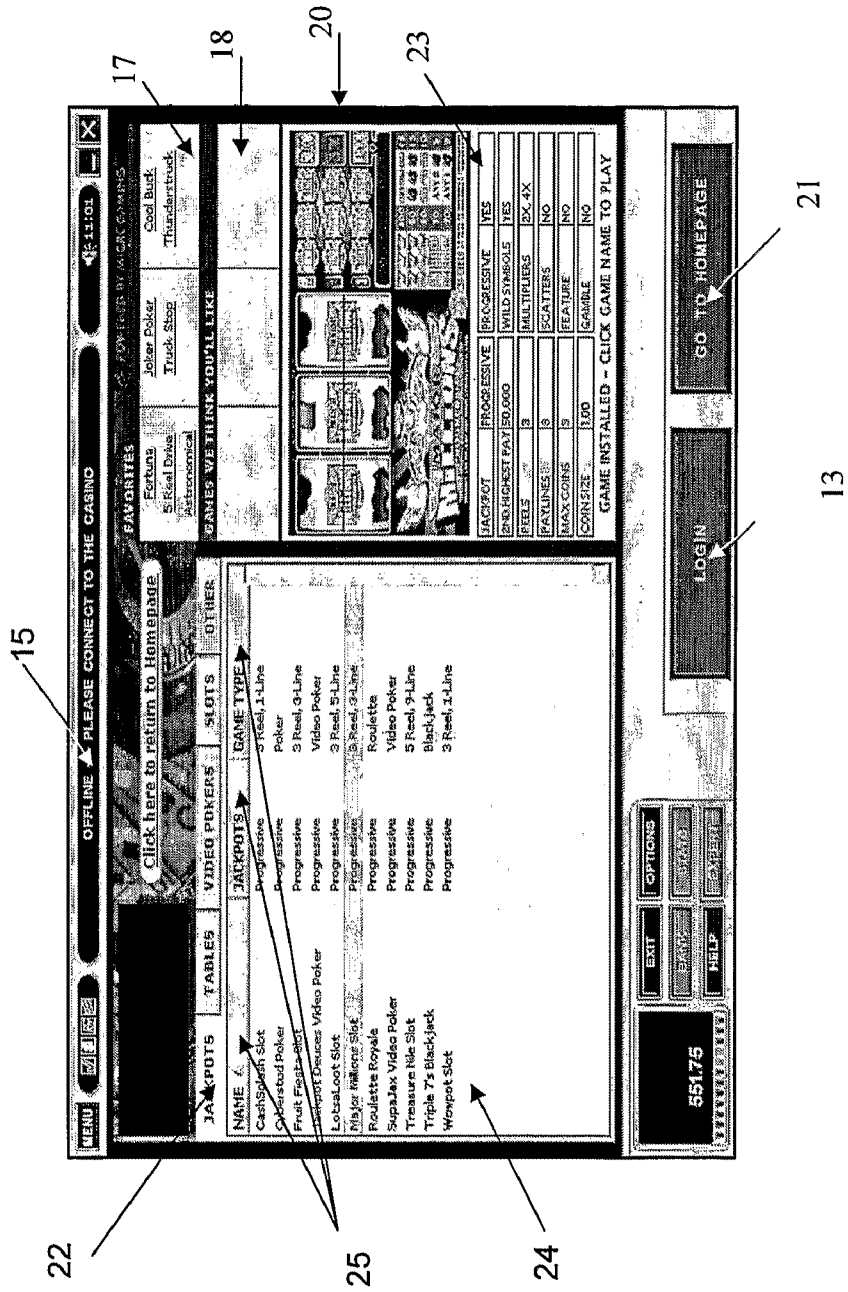 15
MENU
OFFLINE - PLEASE CONNECT TO THE CASINO
11:01
POWERED BY MICROGAMING
Click here to return to Homepage
FAVORITES
Fortuna Joker Poker Cool Buck
5 Reel Drive Truck Stop Thunderstruck
Astronomical
17
GAMES WE THINK YOU'LL LIKE
18
20
22
JACKPOTS TABLES VIDEO POKERS SLOTS OTHER
NAME JACKPOTS GAME TYPE
CashSplash Slot Progressive 3 Reel, 1-Line
Cyberstud Poker Progressive Poker
Fruit Fiesta Slot Progressive 3 Reel, 3-Line
Jackpot Deuces Video Poker Progressive Video Poker
LotsaLoot Slot Progressive 3 Reel, 5-Line
Major Millions Slot Progressive 3 Reel, 3-Line
Roulette Royale Progressive Roulette
SupaJax Video Poker Progressive Video Poker
Treasure Nile Slot Progressive 5 Reel, 9-Line
Triple 7's Blackjack Progressive Blackjack
Wowpot Slot Progressive 3 Reel, 1-Line
25
24
MILLIONS
23
JACKPOT PROGRESSIVE PROGRESSIVE YES
2ND HIGHEST PAY 50,000 WILD SYMBOLS YES
REELS 3 MULTIPLIERS 2X, 4X
PAYLINES 3 SCATTERS NO
MAX COINS 3 FEATURE NO
COIN SIZE 1.00 GAMBLE NO
GAME INSTALLED - CLICK GAME NAME TO PLAY
551.75
EXIT OPTIONS
BANK STATS
HELP EXPERT
LOGIN
GO TO HOMEPAGE
13
21